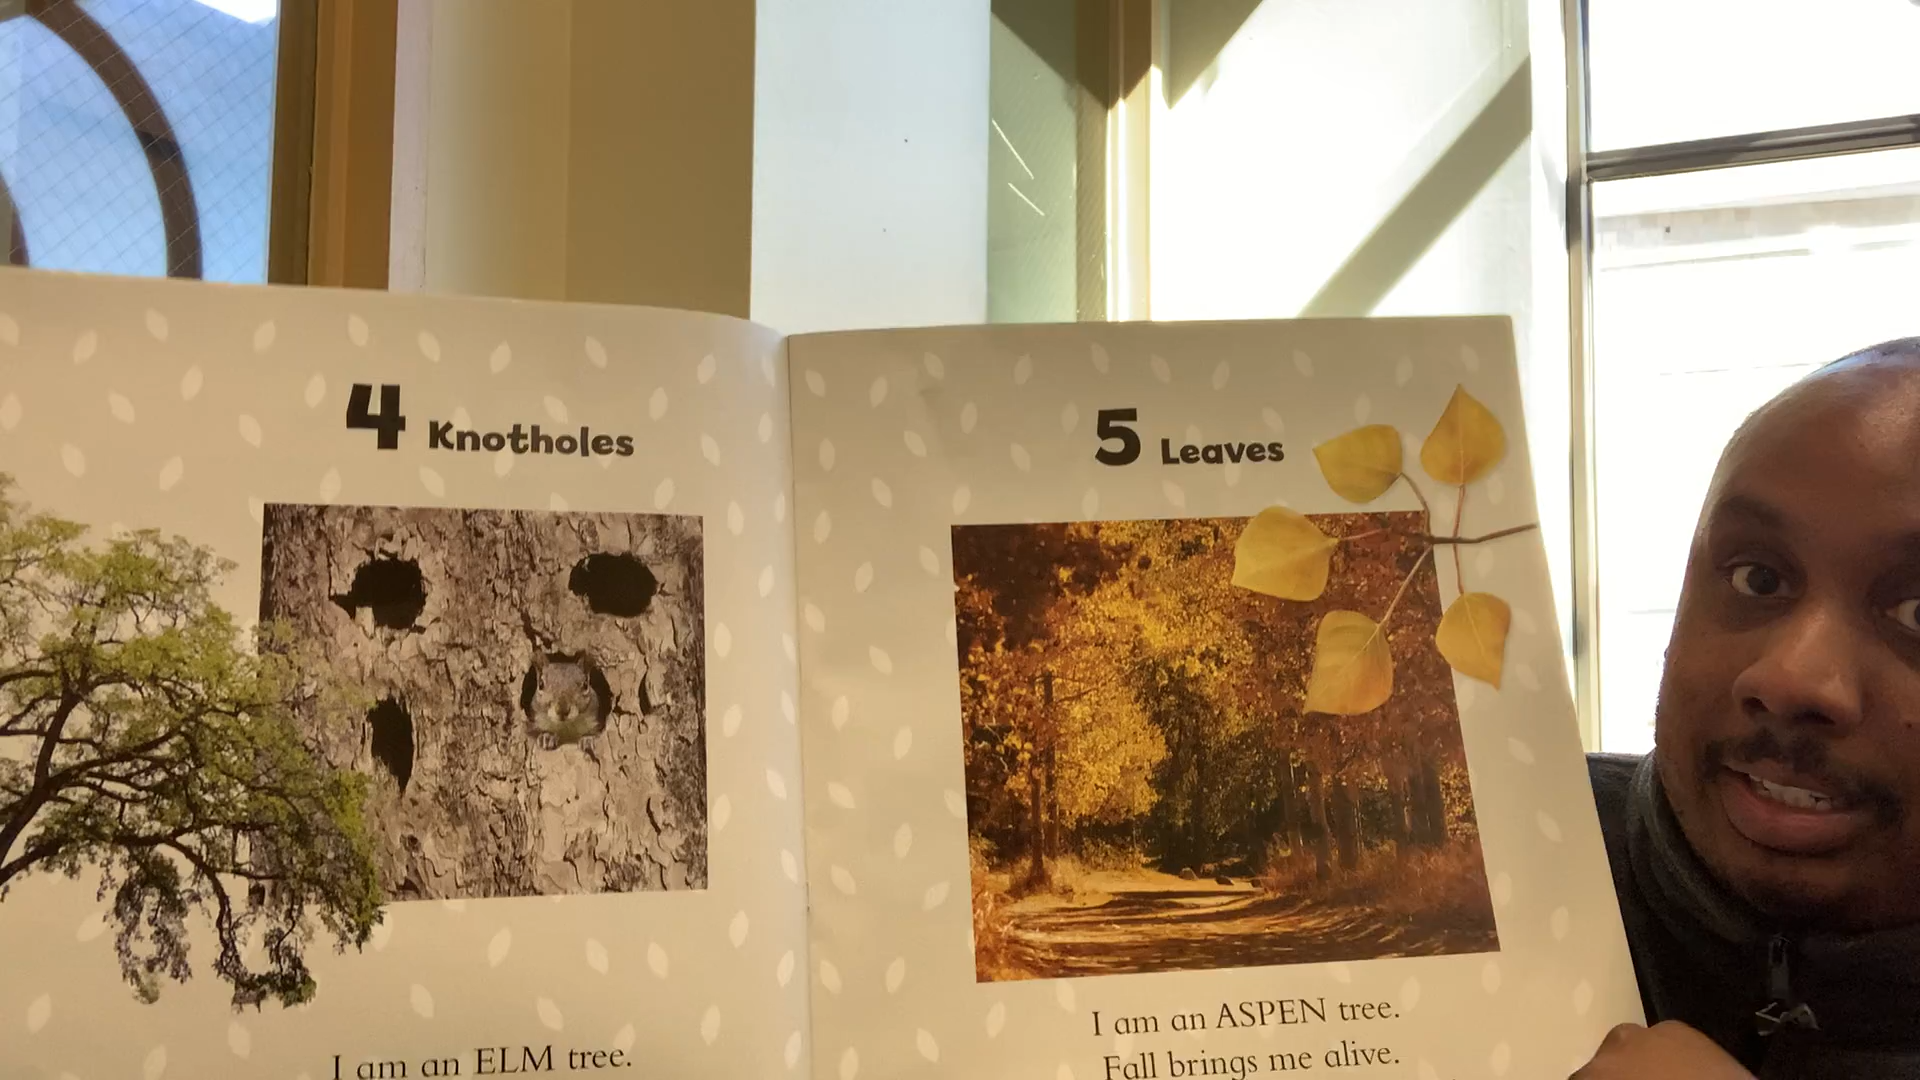 4 Knotholes
I am an ELM tree.
5 Leaves
I am an ASPEN tree.
Fall brings me alive.